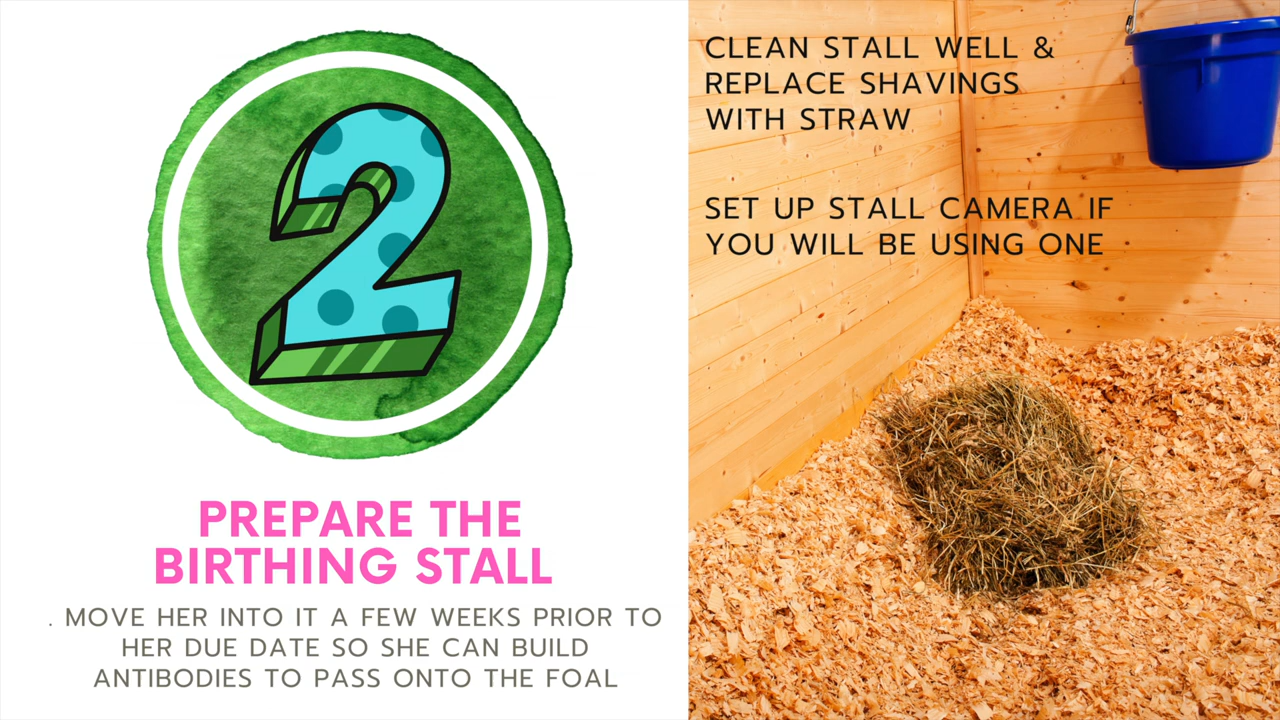 2
PREPARE THE
BIRTHING STALL
. MOVE HER INTO IT A FEW WEEKS PRIOR TO
HER DUE DATE SO SHE CAN BUILD
ANTIBODIES TO PASS ONTO THE FOAL
CLEAN STALL WELL &
REPLACE SHAVINGS
WITH STRAW
SET UP STALL CAMERA IF
YOU WILL BE USING ONE